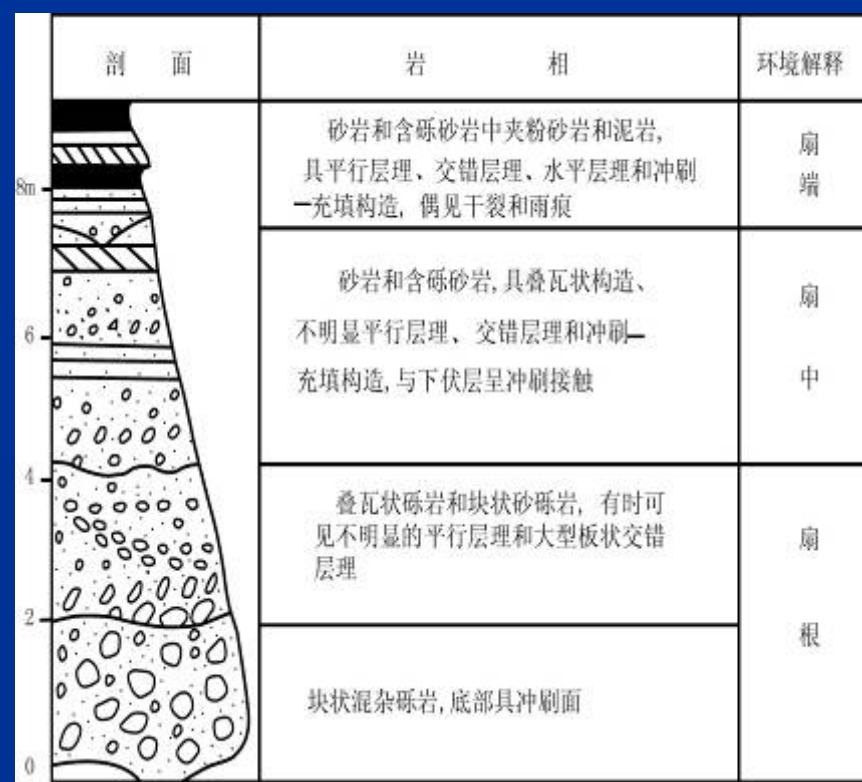 剖 面
岩 相
环境解释
砂岩和含砾砂岩中夹粉砂岩和泥岩,
具平行层理、交错层理、水平层理和冲刷
—充填构造, 偶见干裂和雨痕
扇
端
8m
砂岩和含砾砂岩, 具叠瓦状构造、
不明显平行层理、交错层理和冲刷—
充填构造, 与下伏层呈冲刷接触
扇
中
6
4
叠瓦状砾岩和块状砂砾岩, 有时可
见不明显的平行层理和大型板状交错
层理
扇
根
2
块状混杂砾岩, 底部具冲刷面
0